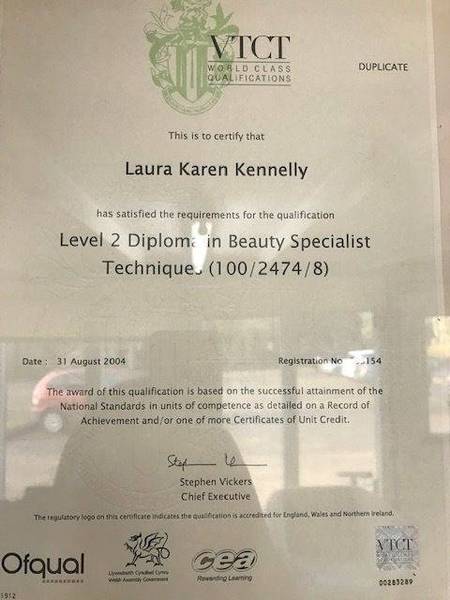 VTCT
WORLD CLASS
QUALIFICATIONS
DUPLICATE
This is to certify that
Laura Karen Kennelly
has satisfied the requirements for the qualification
Level 2 Diploma in Beauty Specialist
Techniques (100/2474/8)
Date : 31 August 2004
Registration No
The award of this qualification is based on the successful attainment of the
National Standards in units of competence as detailed on a Record of
Achievement and/or one of more Certificates of Unit Credit.
Stephen Vickers
Chief Executive
The regulatory logo on this certificate indicates the qualification is accredited for England, Wales and Northern Ireland.
Ofqual
Llywodraeth Cynulliad Cymru
Welsh Assembly Government
cea
Rewarding Learning
VTCT
00283289
1912